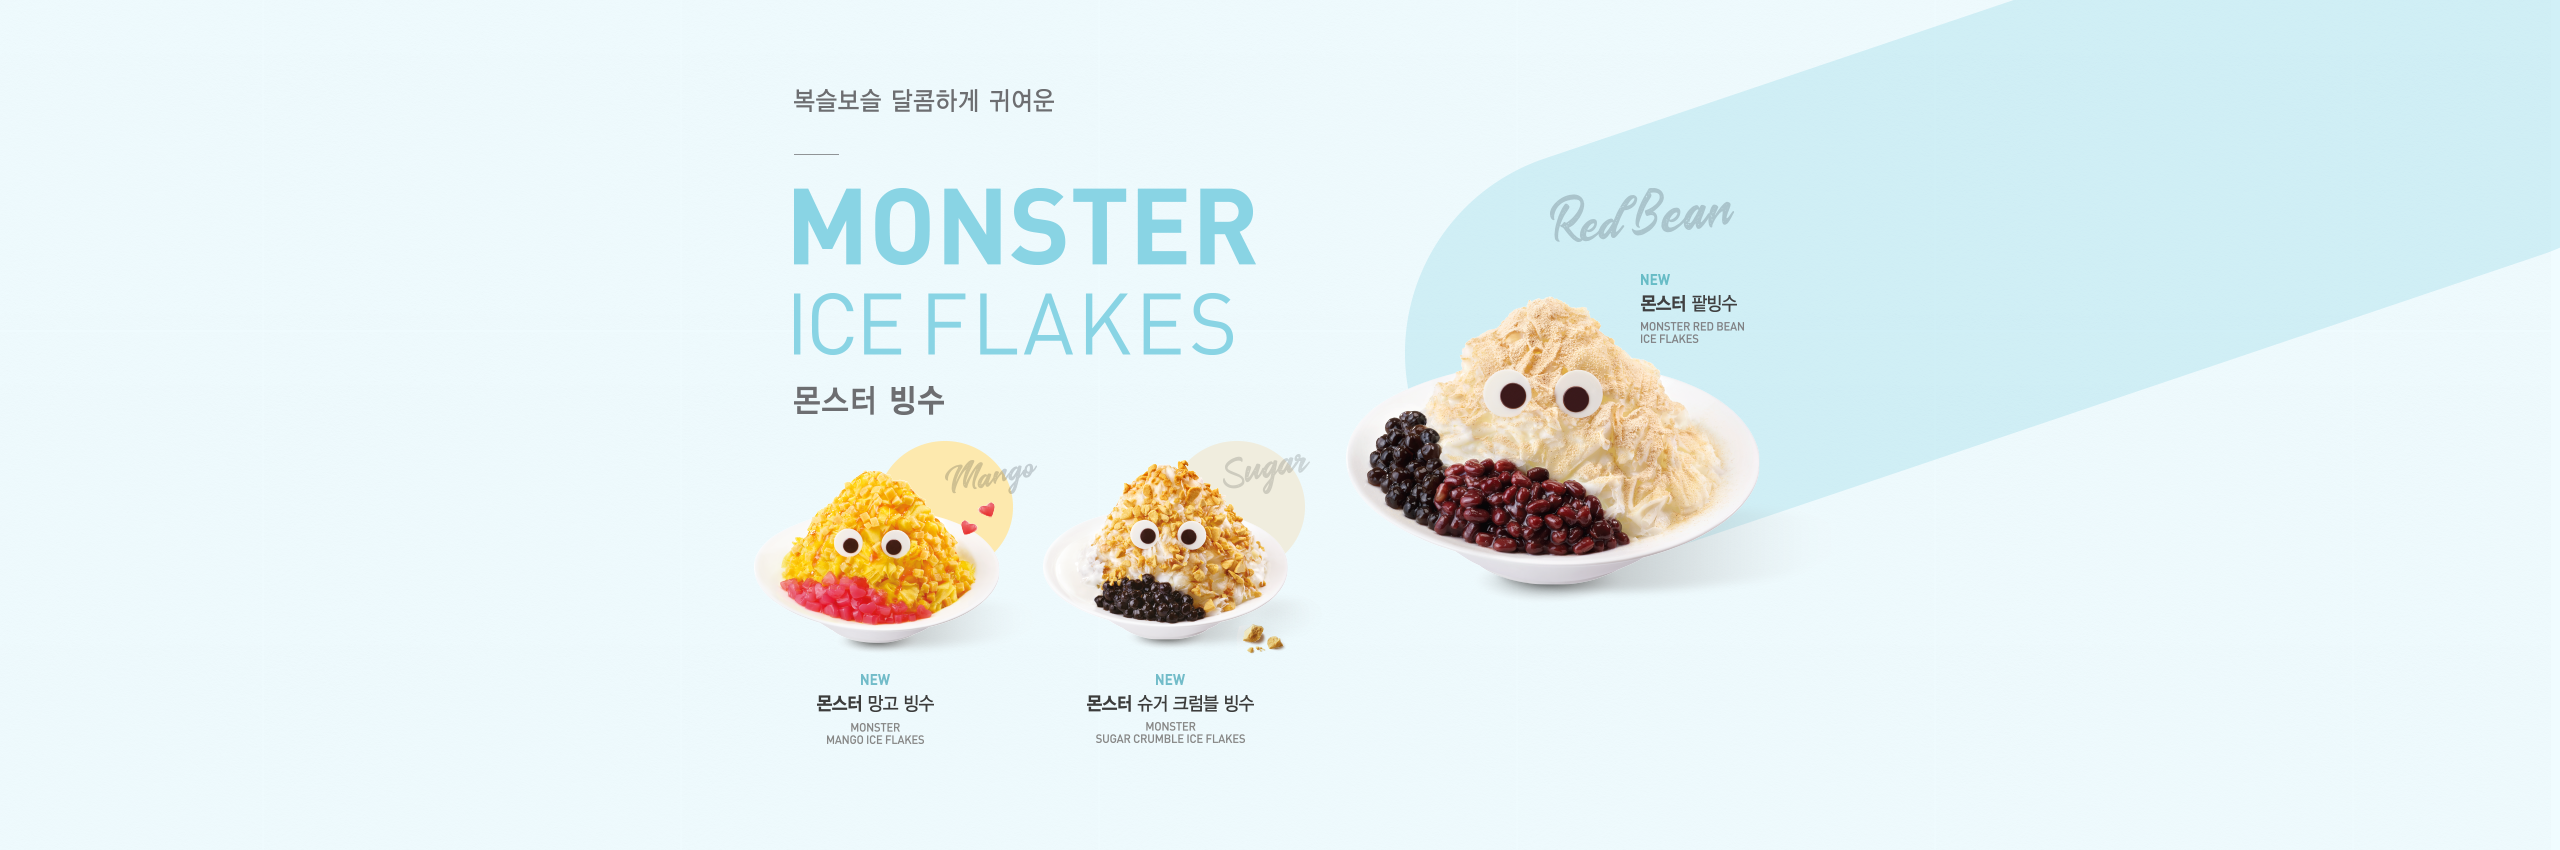 복슬보슬 달콤하게 귀여운
MONSTER
ICE FLAKES
몬스터 빙수
Mango
NEW
몬스터 망고 빙수
MONSTER
MANGO ICE FLAKES
Sugar
NEW
몬스터 슈거 크럼블 빙수
MONSTER
SUGAR CRUMBLE ICE FLAKES
Red Bean
NEW
몬스터 팥빙수
MONSTER RED BEAN
ICE FLAKES